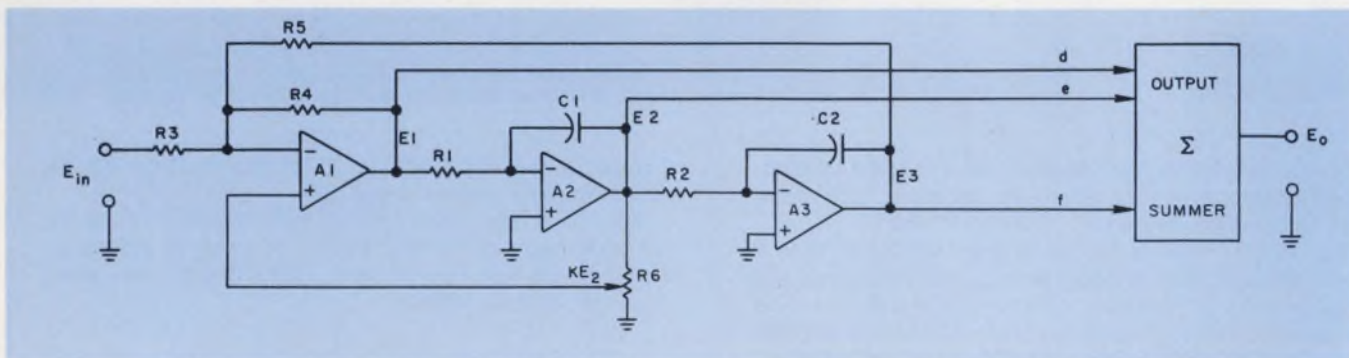 R5
d
OUTPUT
R4
e
C1
E2
C2
R3
E1
Σ
Eo
−
R1
Ein
A1
−
R2
E3
+
A2
−
+
A3
f
SUMMER
+
KE2
R6